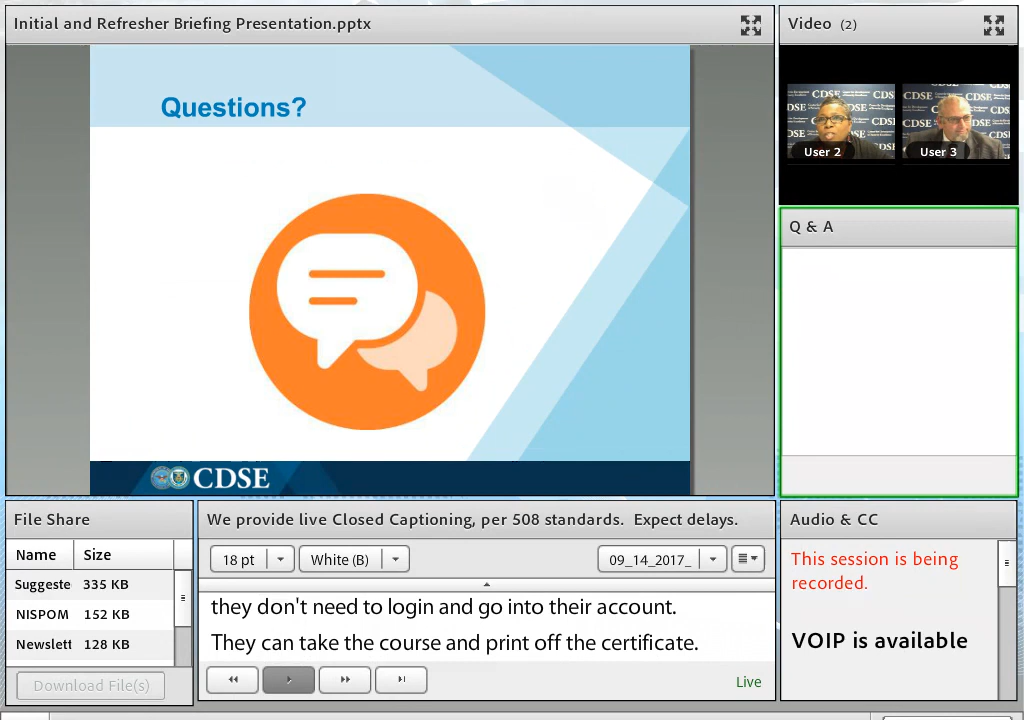 Initial and Refresher Briefing Presentation.pptx
Questions?
CDSE
Video (2)
CDSE
CDSE
User 2
User 3
Q & A
File Share
Name Size
Suggeste 335 KB
NISPOM 152 KB
Newslett 128 KB
Download File(s)
We provide live Closed Captioning, per 508 standards. Expect delays.
18 pt White (B) 09_14_2017_
they don't need to login and go into their account.
They can take the course and print off the certificate.
Live
Audio & CC
This session is being
recorded.
VOIP is available